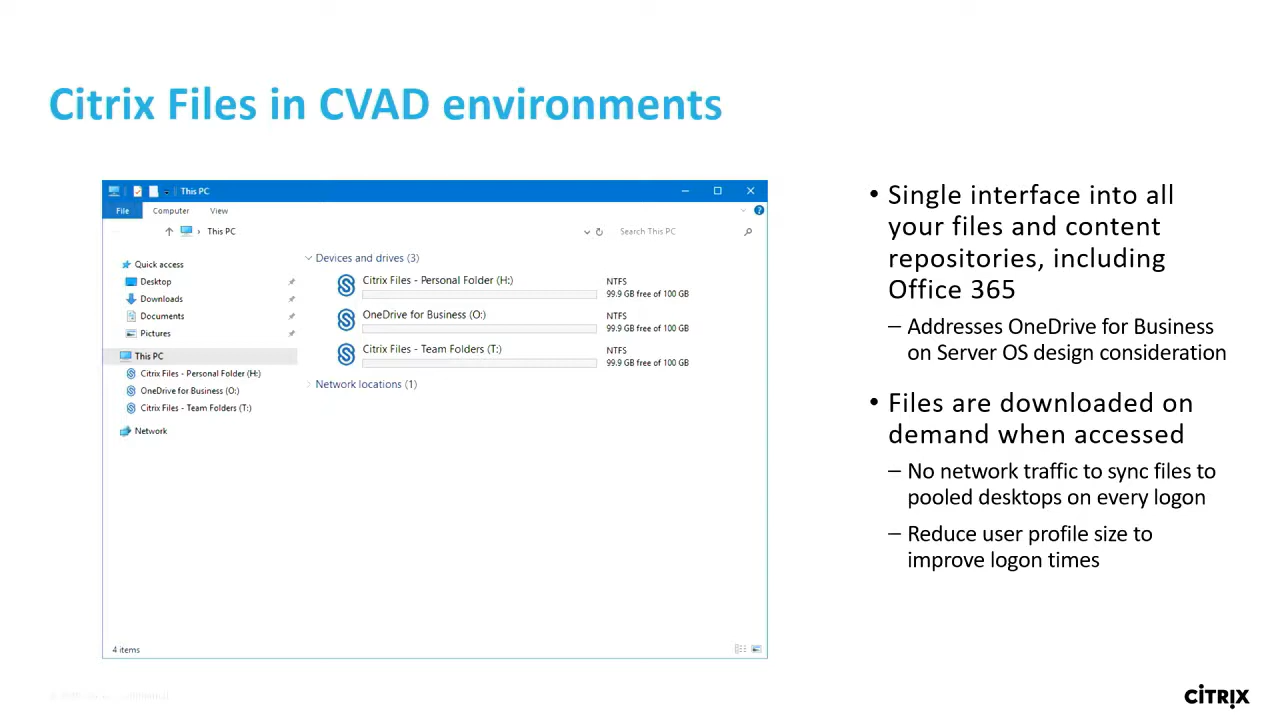 Citrix Files in CVAD environments
This PC
File Computer View
This PC
Search This PC
Quick access
Desktop
Downloads
Documents
Pictures
This PC
Citrix Files - Personal Folder (H:)
OneDrive for Business (O:)
Citrix Files - Team Folders (T:)
Network
Devices and drives (3)
Citrix Files - Personal Folder (H:)
NTFS
99.9 GB free of 100 GB
OneDrive for Business (O:)
NTFS
99.9 GB free of 100 GB
Citrix Files - Team Folders (T:)
NTFS
99.9 GB free of 100 GB
Network locations (1)
4 items
• Single interface into all
your files and content
repositories, including
Office 365
– Addresses OneDrive for Business
on Server OS design consideration
• Files are downloaded on
demand when accessed
– No network traffic to sync files to
pooled desktops on every logon
– Reduce user profile size to
improve logon times
CITRIX